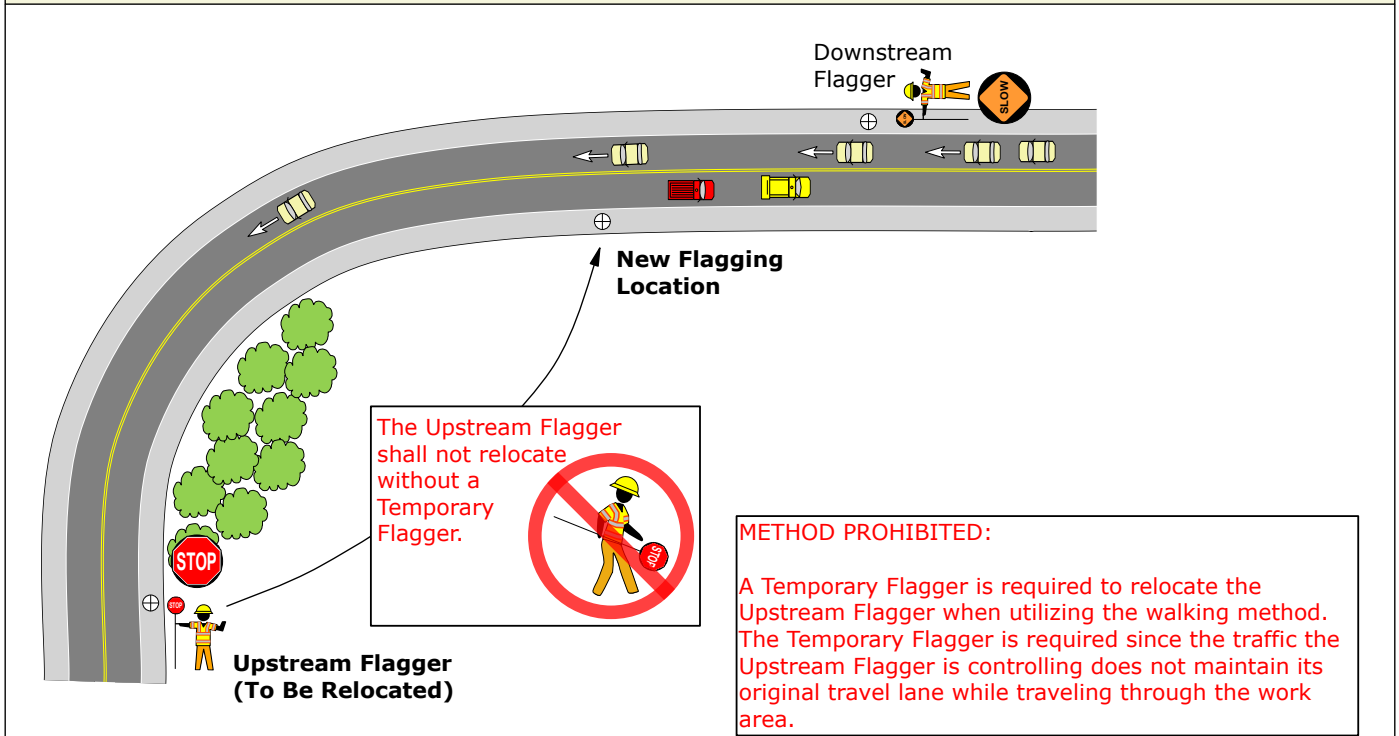 Downstream
Flagger
SLOW
SLOW
New Flagging
Location
The Upstream Flagger
shall not relocate
without a
Temporary
Flagger.
STOP
STOP
STOP
Upstream Flagger
(To Be Relocated)
METHOD PROHIBITED:
A Temporary Flagger is required to relocate the
Upstream Flagger when utilizing the walking method.
The Temporary Flagger is required since the traffic the
Upstream Flagger is controlling does not maintain its
original travel lane while traveling through the work
area.